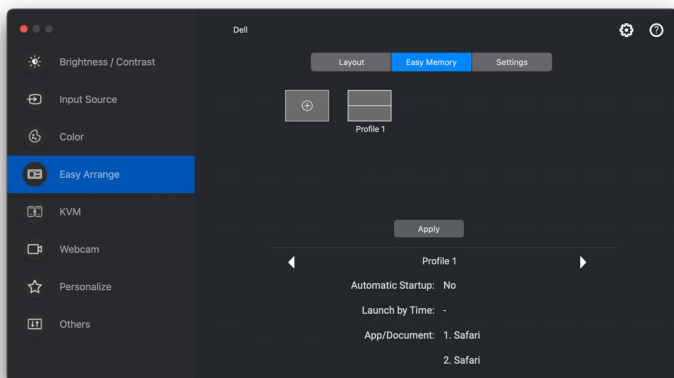 Dell
Brightness / Contrast
Input Source
Color
Easy Arrange
KVM
Webcam
Personalize
Others
Layout
Easy Memory
Settings
Profile 1
Apply
Profile 1
Automatic Startup: No
Launch by Time: -
App/Document: 1. Safari
2. Safari